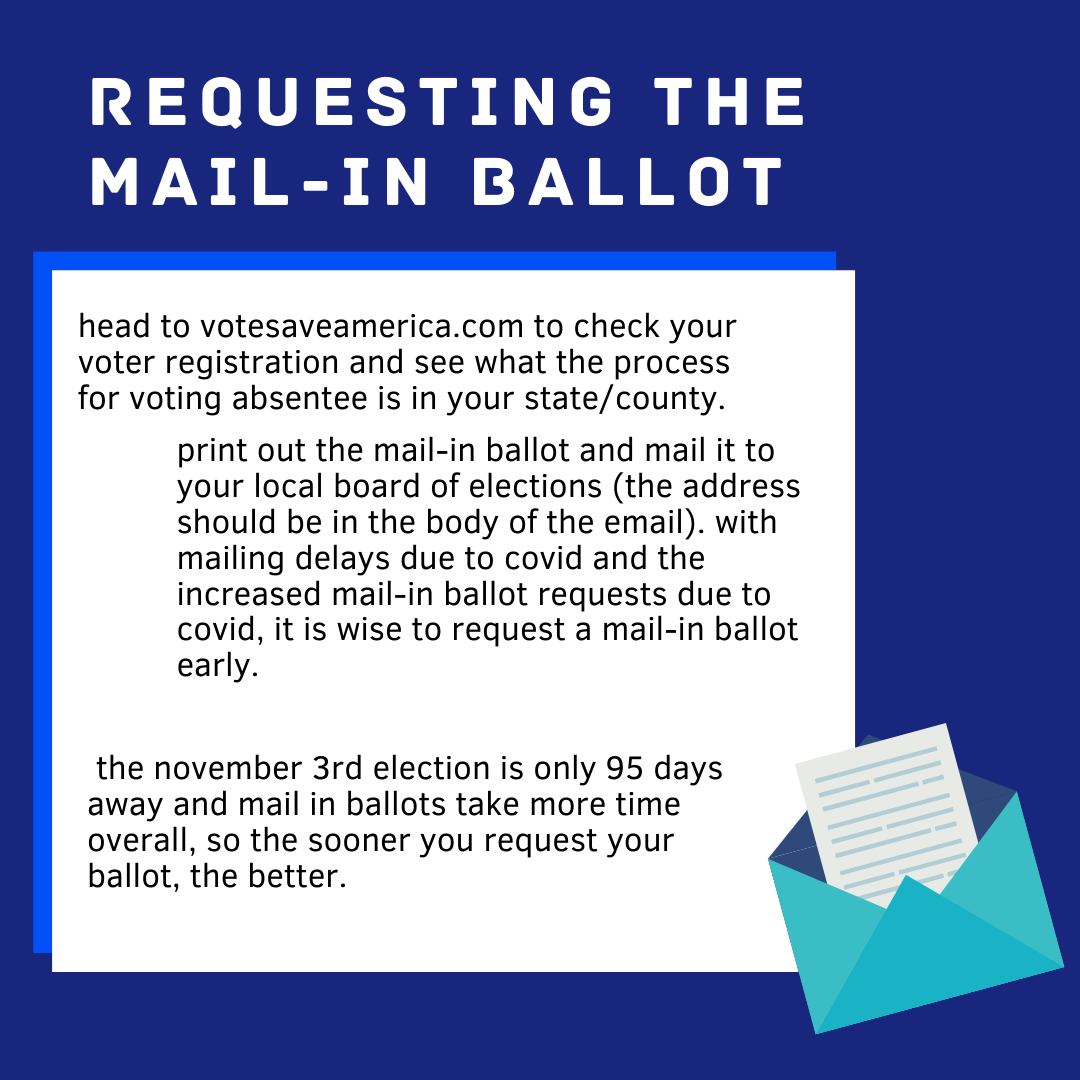 REQUESTING THE
MAIL-IN BALLOT
head to votesaveamerica.com to check your
voter registration and see what the process
for voting absentee is in your state/county.
print out the mail-in ballot and mail it to
your local board of elections (the address
should be in the body of the email). with
mailing delays due to covid and the
increased mail-in ballot requests due to
covid, it is wise to request a mail-in ballot
early.
the november 3rd election is only 95 days
away and mail in ballots take more time
overall, so the sooner you request your
ballot, the better.